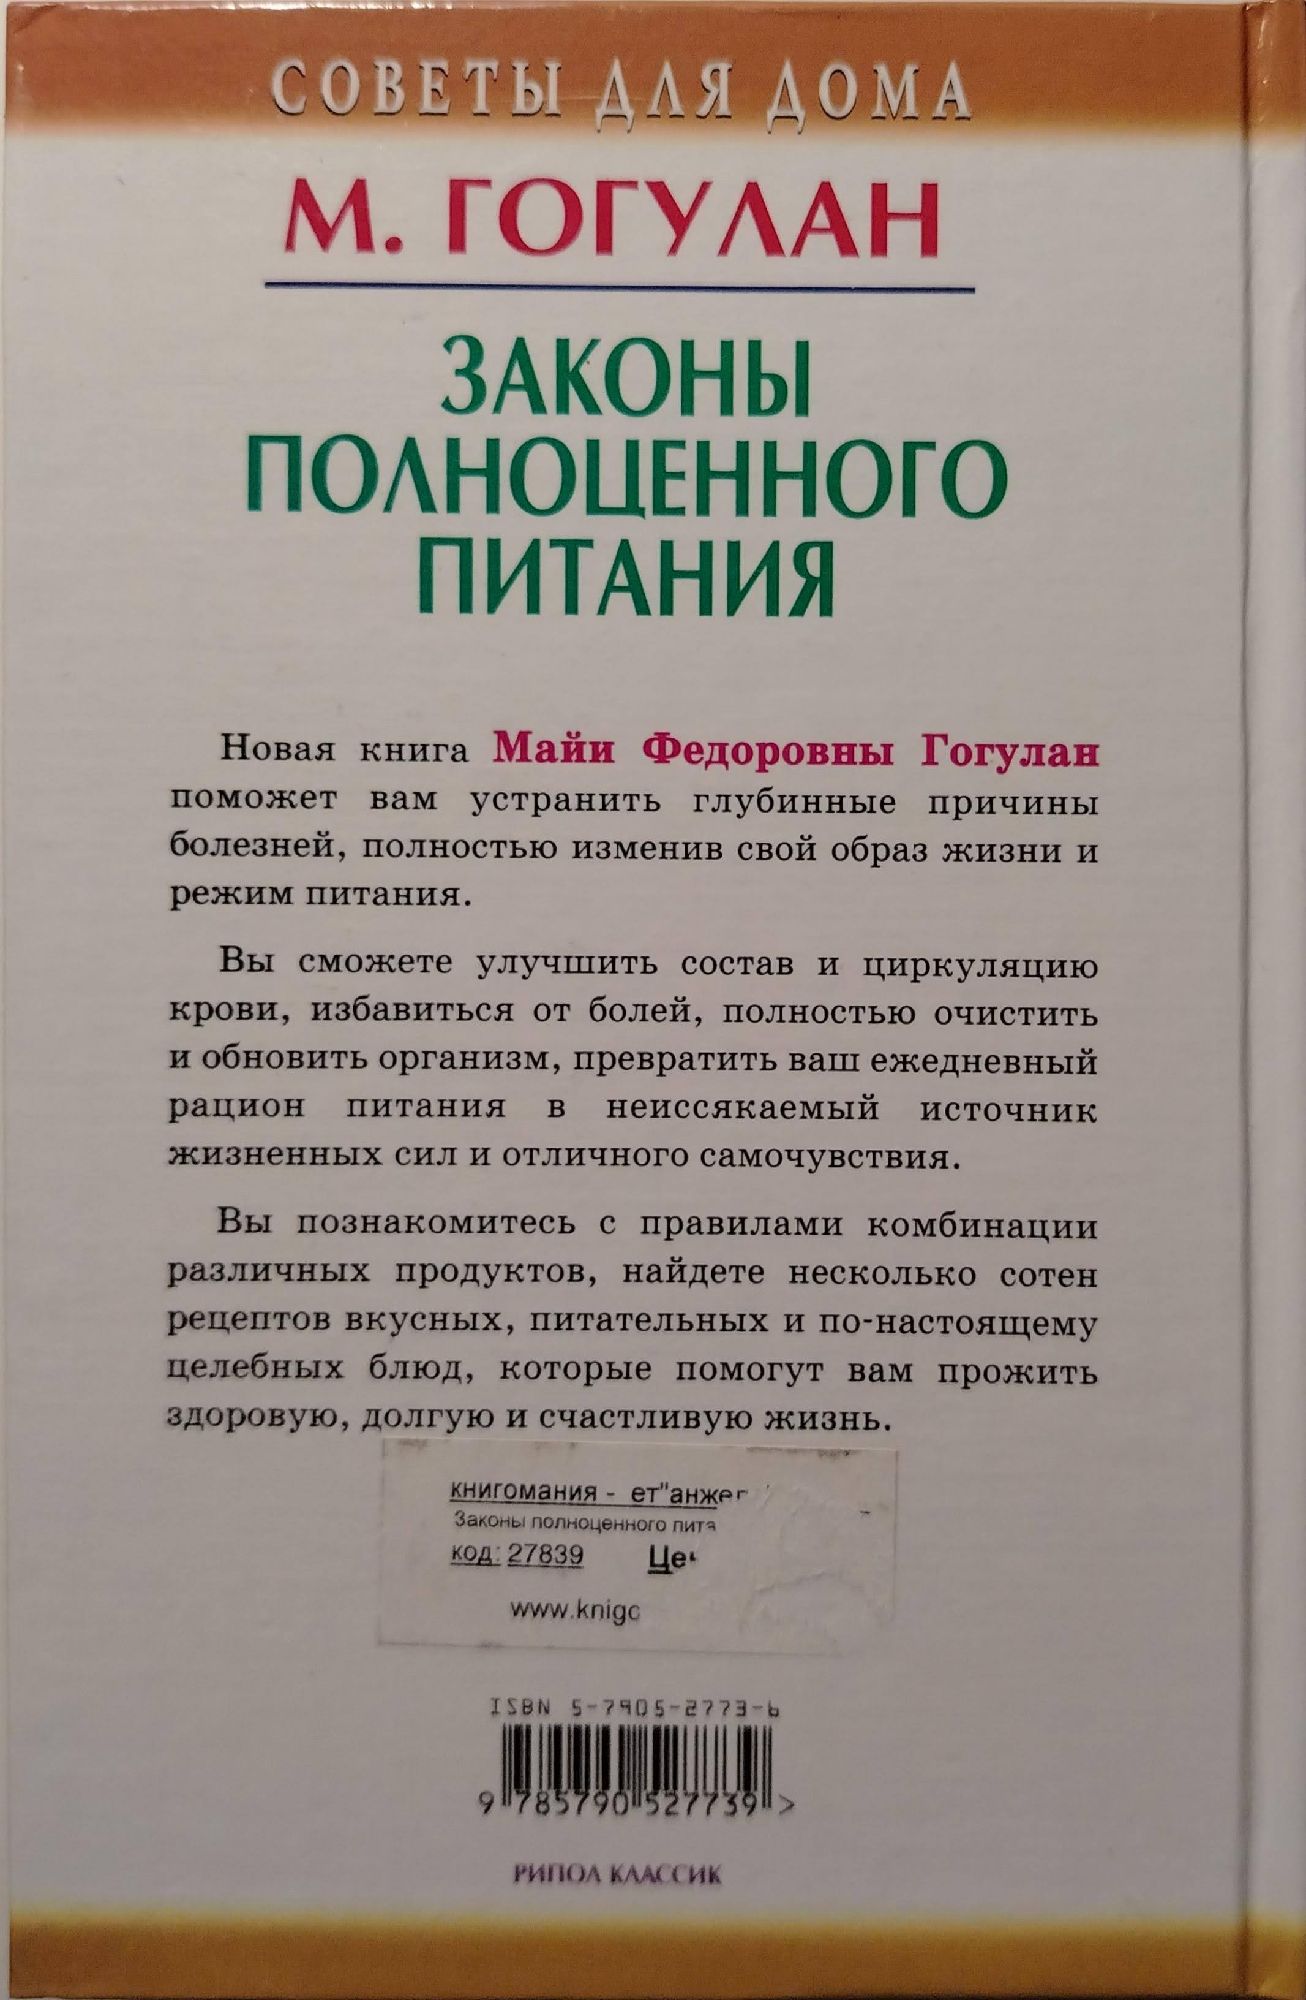 СОВЕТЫ ДЛЯ ДОМА
М. ГОГУЛАН
ЗАКОНЫ
ПОЛНОЦЕННОГО
ПИТАНИЯ
Новая книга Майи Федоровны Гогулан
поможет вам устранить глубинные причины
болезней, полностью изменив свой образ жизни и
режим питания.
Вы сможете улучшить состав и циркуляцию
крови, избавиться от болей, полностью очистить
и обновить организм, превратить ваш ежедневный
рацион питания в неиссякаемый источник
жизненных сил и отличного самочувствия.
Вы познакомитесь с правилами комбинации
различных продуктов, найдете несколько сотен
рецептов вкусных, питательных и по-настоящему
целебных блюд, которые помогут вам прожить
здоровую, долгую и счастливую жизнь.
книгомания -
Законы полноценного
код: 27839
ISBN 5-7905-2773-6
9 785790 527739 >
РИПОЛ КЛАССИК